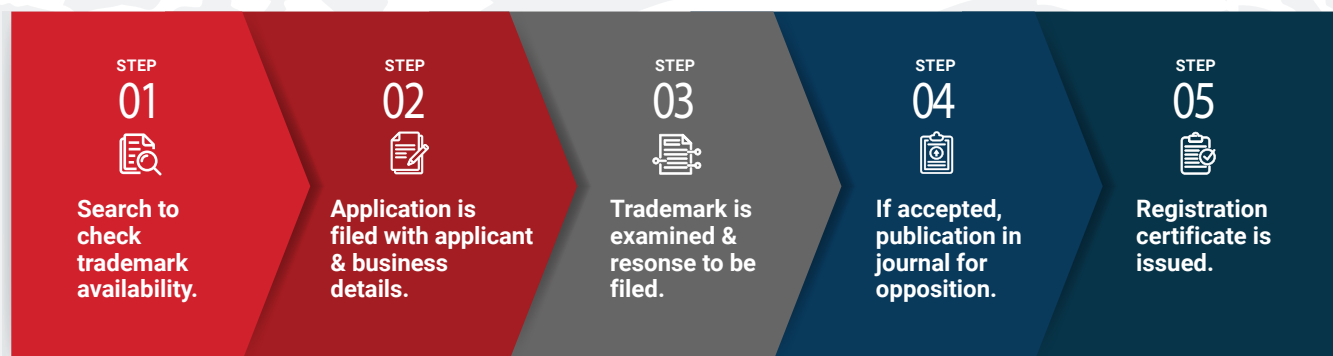 STEP
01
Search to
check
trademark
availability.
STEP
02
Application is
filed with applicant
& business
details.
STEP
03
Trademark is
examined &
resonse to be
filed.
STEP
04
If accepted,
publication in
journal for
opposition.
STEP
05
Registration
certificate is
issued.